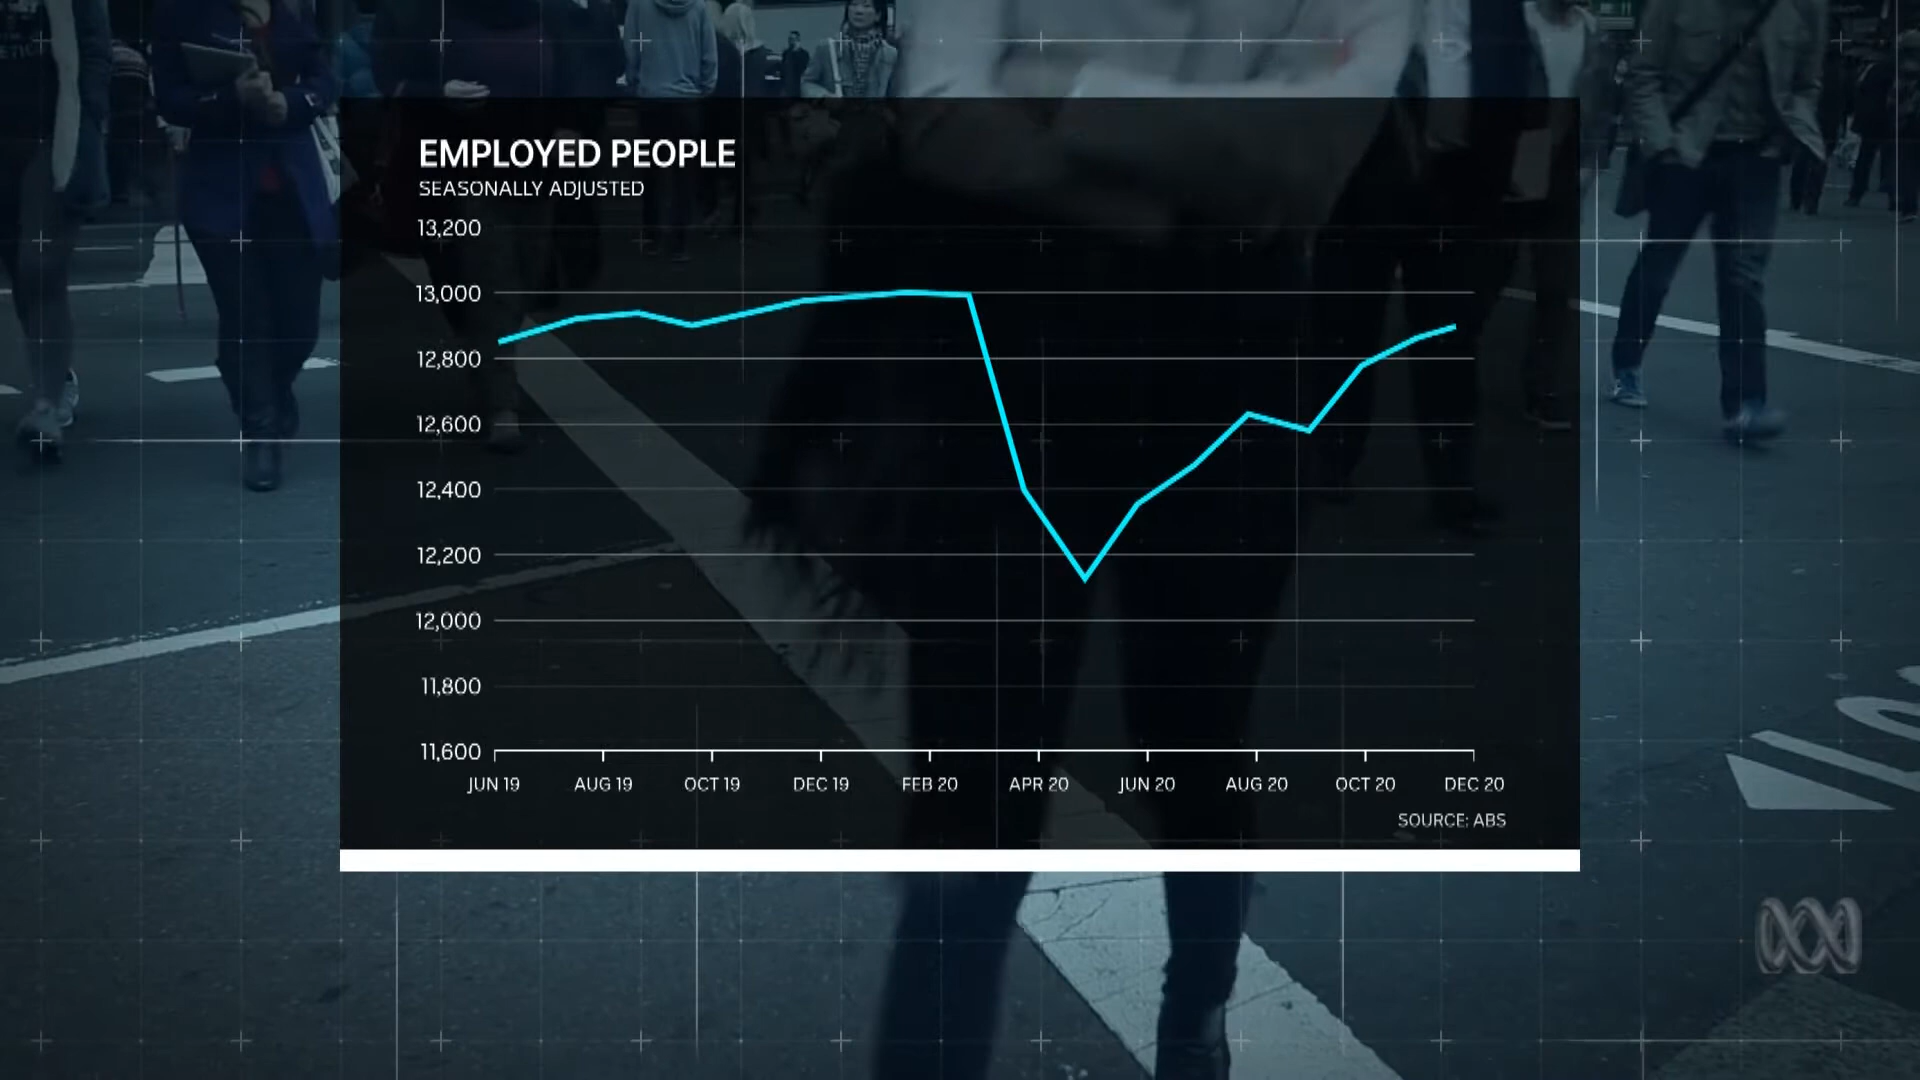 EMPLOYED PEOPLE
SEASONALLY ADJUSTED
13,200
13,000
12,800
12,600
12,400
12,200
12,000
11,800
11,600
JUN 19 AUG 19 OCT 19 DEC 19 FEB 20 APR 20 JUN 20 AUG 20 OCT 20 DEC 20
SOURCE: ABS